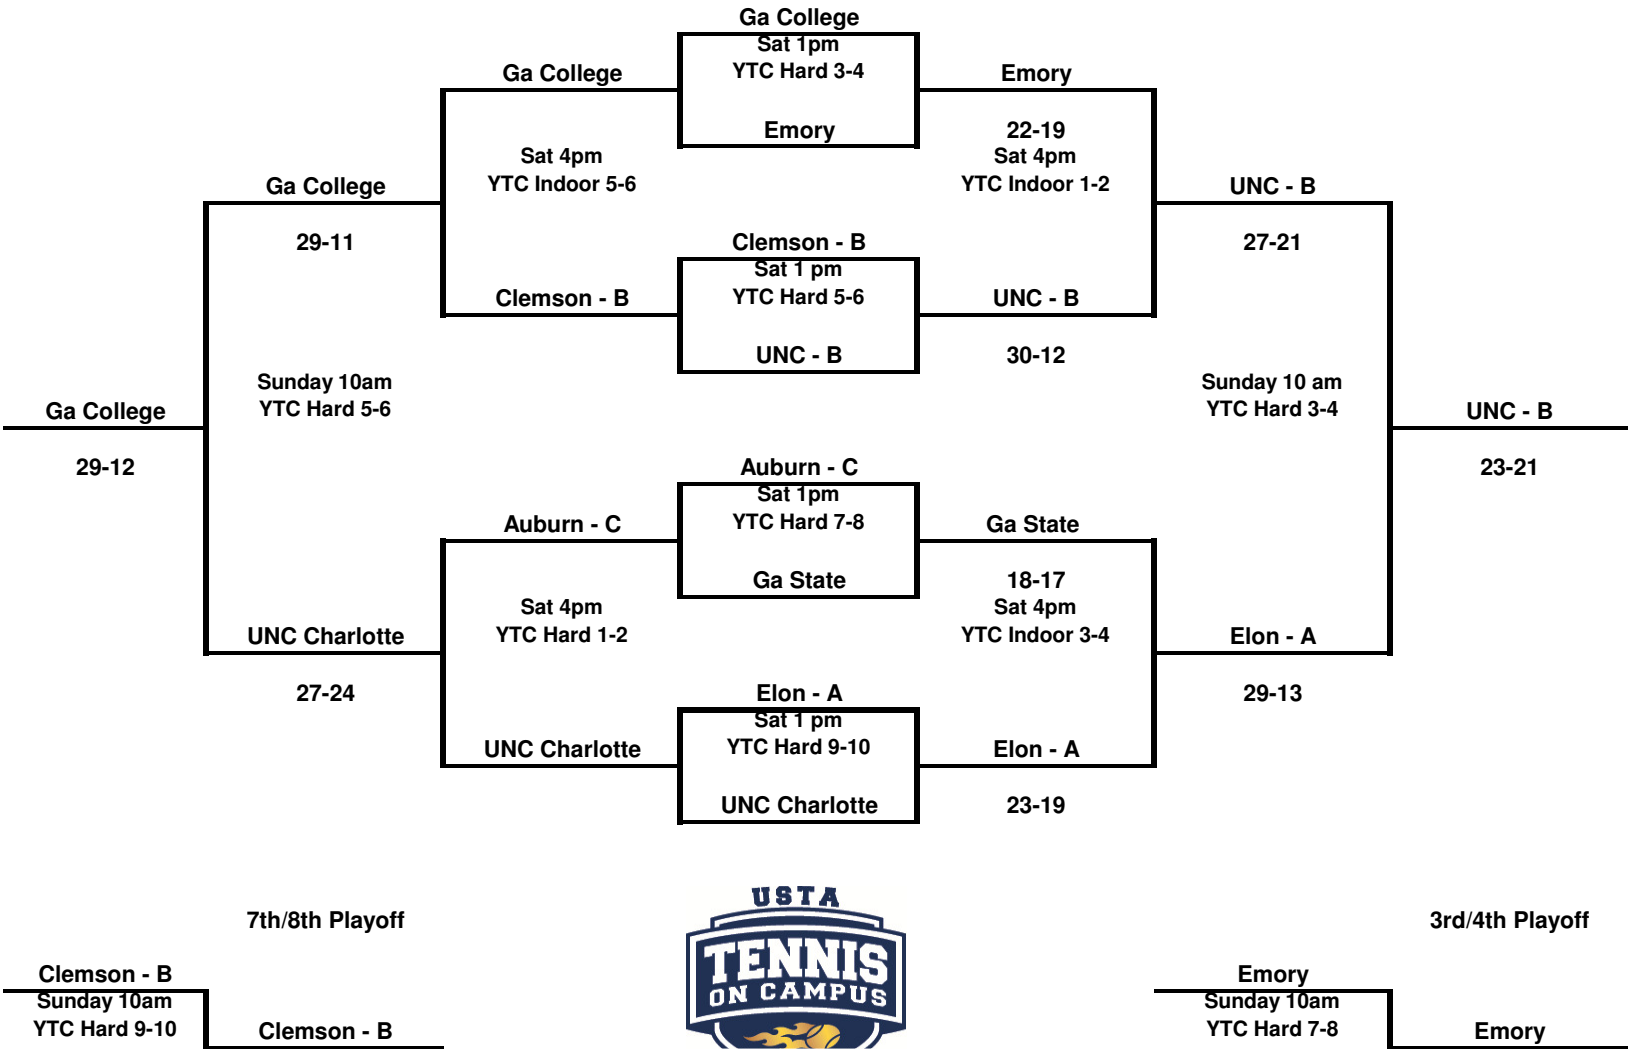 Ga College
Sat 1pm
YTC Hard 3-4
Ga College
Emory
Emory
22-19
Sat 4pm
YTC Indoor 5-6
Sat 4pm
YTC Indoor 1-2
Ga College
UNC - B
29-11
Clemson - B
27-21
Sat 1 pm
YTC Hard 5-6
Clemson - B
UNC - B
UNC - B
30-12
Sunday 10am
YTC Hard 5-6
Sunday 10 am
YTC Hard 3-4
Ga College
UNC - B
29-12
Auburn - C
23-21
Sat 1pm
YTC Hard 7-8
Auburn - C
Ga State
Ga State
18-17
Sat 4pm
YTC Hard 1-2
Sat 4pm
YTC Indoor 3-4
UNC Charlotte
Elon - A
27-24
Elon - A
29-13
Sat 1 pm
YTC Hard 9-10
UNC Charlotte
Elon - A
UNC Charlotte
23-19
7th/8th Playoff
USTA
TENNIS
ON CAMPUS
3rd/4th Playoff
Clemson - B
Sunday 10am
YTC Hard 9-10
Clemson - B
Emory
Sunday 10am
YTC Hard 7-8
Emory